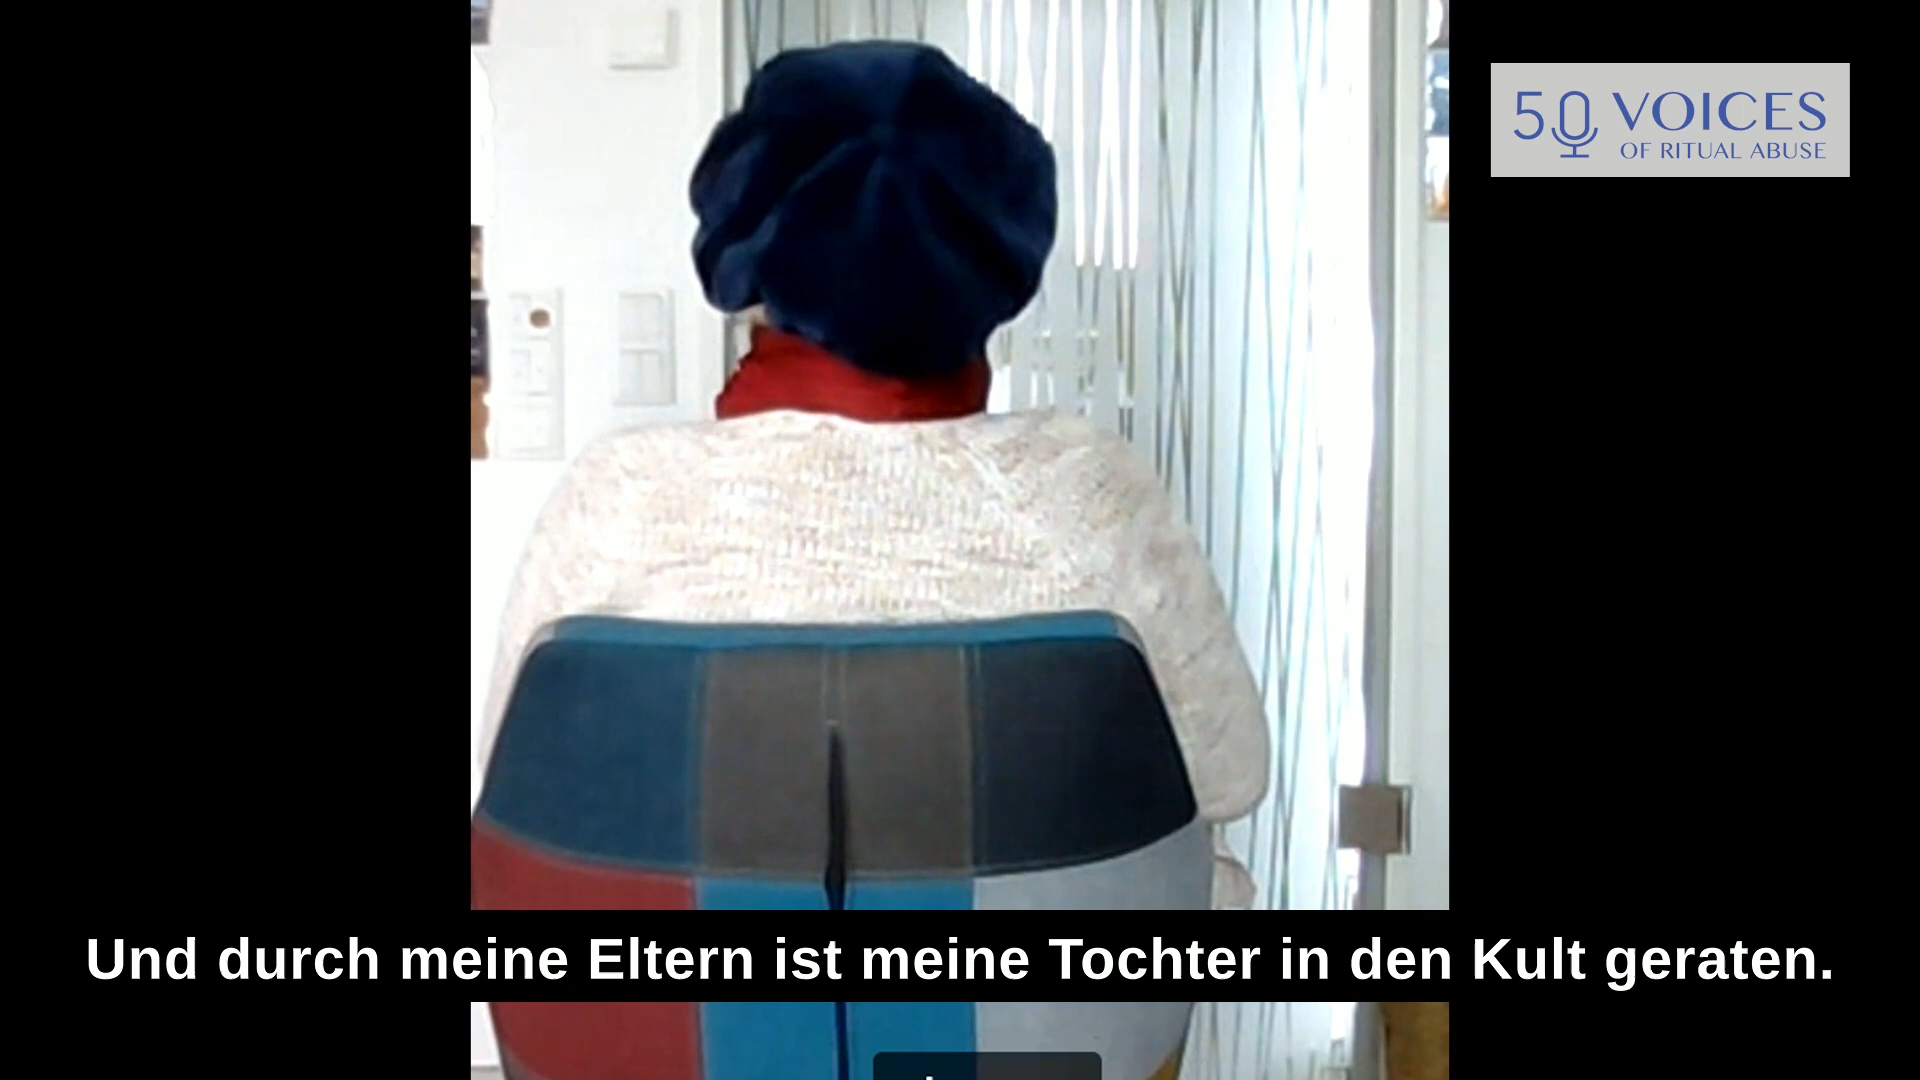 50 VOICES
OF RITUAL ABUSE
Und durch meine Eltern ist meine Tochter in den Kult geraten.